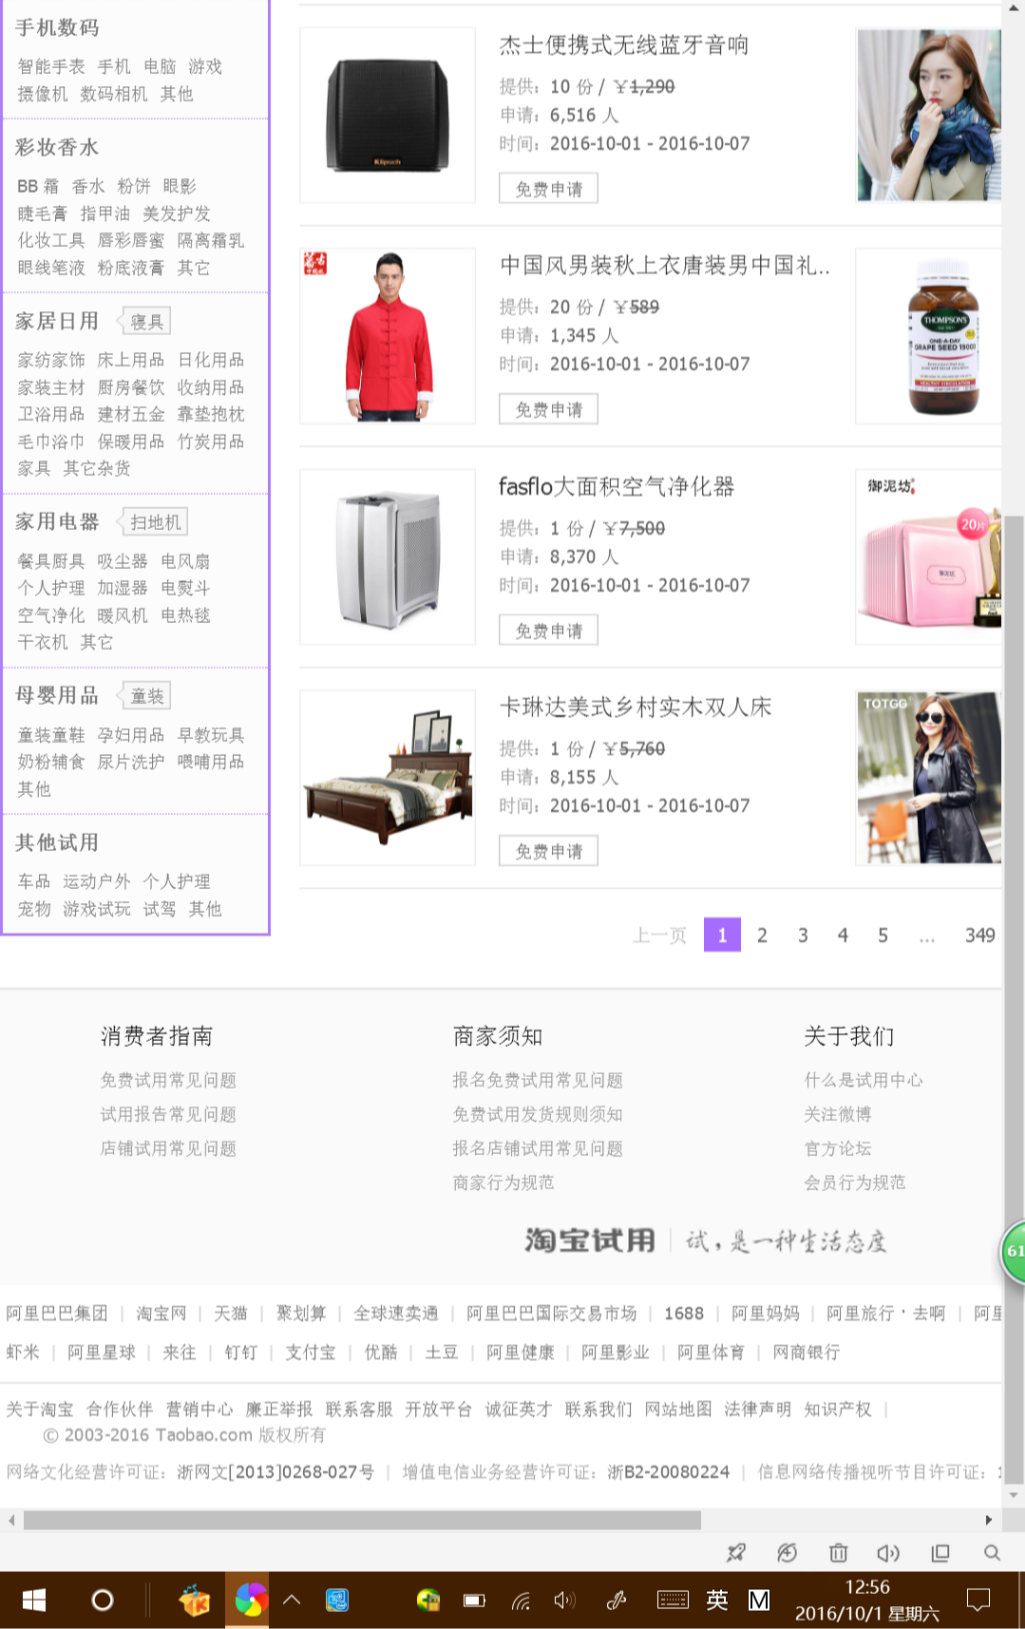 手机数码
智能手表 手机 电脑 游戏
摄像机 数码相机 其他
彩妆香水
BB 霜 香水 粉饼 眼影
睫毛膏 指甲油 美发护发
化妆工具 唇彩唇蜜 隔离霜乳
眼线笔液 粉底液膏 其它
家居日用 寝具
家纺家饰 床上用品 日化用品
家装主材 厨房餐饮 收纳用品
卫浴用品 建材五金 靠垫抱枕
毛巾浴巾 保暖用品 竹炭用品
家具 其它杂货
家用电器 扫地机
餐具厨具 吸尘器 电风扇
个人护理 加湿器 电熨斗
空气净化 暖风机 电热毯
干衣机 其它
母婴用品 童装
童装童鞋 孕妇用品 早教玩具
奶粉辅食 尿片洗护 喂哺用品
其他
其他试用
车品 运动户外 个人护理
宠物 游戏试玩 试驾 其他
Klipsch
杰士便携式无线蓝牙音响
提供：10 份 / ￥1,290
申请：6,516 人
时间：2016-10-01 - 2016-10-07
免费申请
中国风男装秋上衣唐装男中国礼..
提供：20 份 / ￥589
申请：1,345 人
时间：2016-10-01 - 2016-10-07
免费申请
THOMPSON'S
ONE-A-DAY
GRAPE SEED 19000
fasflo大面积空气净化器
提供：1 份 / ￥7,500
申请：8,370 人
时间：2016-10-01 - 2016-10-07
免费申请
御泥坊
20片
卡琳达美式乡村实木双人床
提供：1 份 / ￥5,760
申请：8,155 人
时间：2016-10-01 - 2016-10-07
免费申请
TOTGG
上一页 1 2 3 4 5 ... 349
消费者指南
免费试用常见问题
试用报告常见问题
店铺试用常见问题
商家须知
报名免费试用常见问题
免费试用发货规则须知
报名店铺试用常见问题
商家行为规范
关于我们
什么是试用中心
关注微博
官方论坛
会员行为规范
淘宝试用 | 试，是一种生活态度
61
阿里巴巴集团 | 淘宝网 | 天猫 | 聚划算 | 全球速卖通 | 阿里巴巴国际交易市场 | 1688 | 阿里妈妈 | 阿里旅行·去啊 | 阿里
虾米 | 阿里星球 | 来往 | 钉钉 | 支付宝 | 优酷 | 土豆 | 阿里健康 | 阿里影业 | 阿里体育 | 网商银行
关于淘宝 合作伙伴 营销中心 廉正举报 联系客服 开放平台 诚征英才 联系我们 网站地图 法律声明 知识产权 |
© 2003-2016 Taobao.com 版权所有
网络文化经营许可证：浙网文[2013]0268-027号 | 增值电信业务经营许可证：浙B2-20080224 | 信息网络传播视听节目许可证：1
英 M
12:56
2016/10/1 星期六